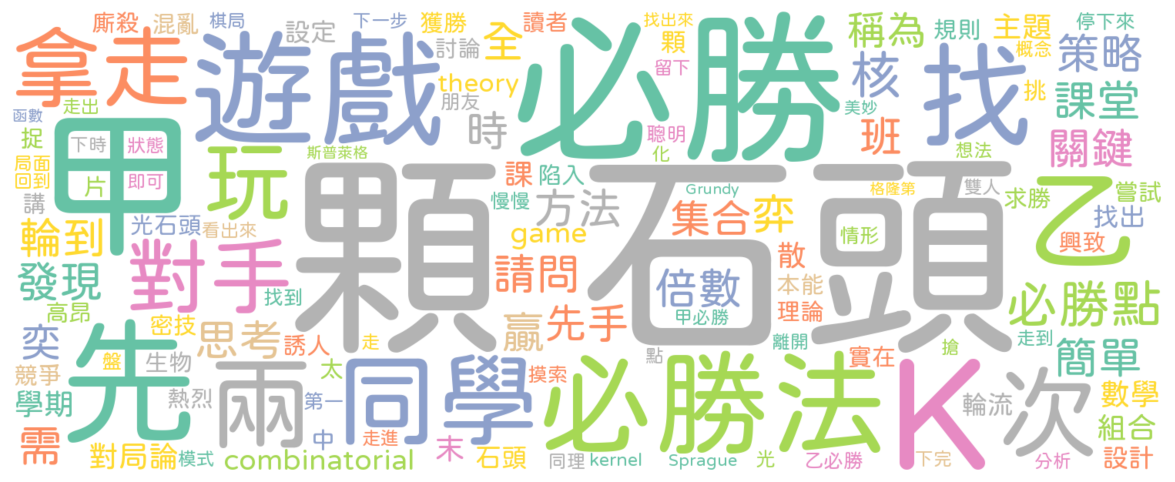 廝殺 混亂 棋局 下一步 獲勝 讀者 找出來 稱為 規則 主題 停下來
拿走 遊戲 設定 討論 全 必勝 顆 核 找 概念 策略
走出 theory 留下 挑
函數 朋友 時 聰明 美妙 班 課堂
捉 甲 下時 狀態 玩 斯普萊格 化 想法 關鍵
局面 片 即可 顆石頭 課 陷入 Grundy 格隆第 雙人 乙 嘗試
回到 講 光石頭 慢慢 方法 集合 弈 情形 求勝 找出
輪到 看出來 對手 game 散 興致
發現 找到 請問 倍數 本能 必勝點
高昂 密技 先手 甲必勝 理論 離開 走到
奕 先 盤 生物 思考 誘人 走 贏 點 實在 搶 簡單
競爭 兩 同學 太 摸索 必勝法 K 次 數學
學期 熱烈 第一 輪流 組合
需 對局論 模式 中 走進 末 石頭 光 乙必勝 下完 分析 設計
combinatorial 同理 kernel Sprague